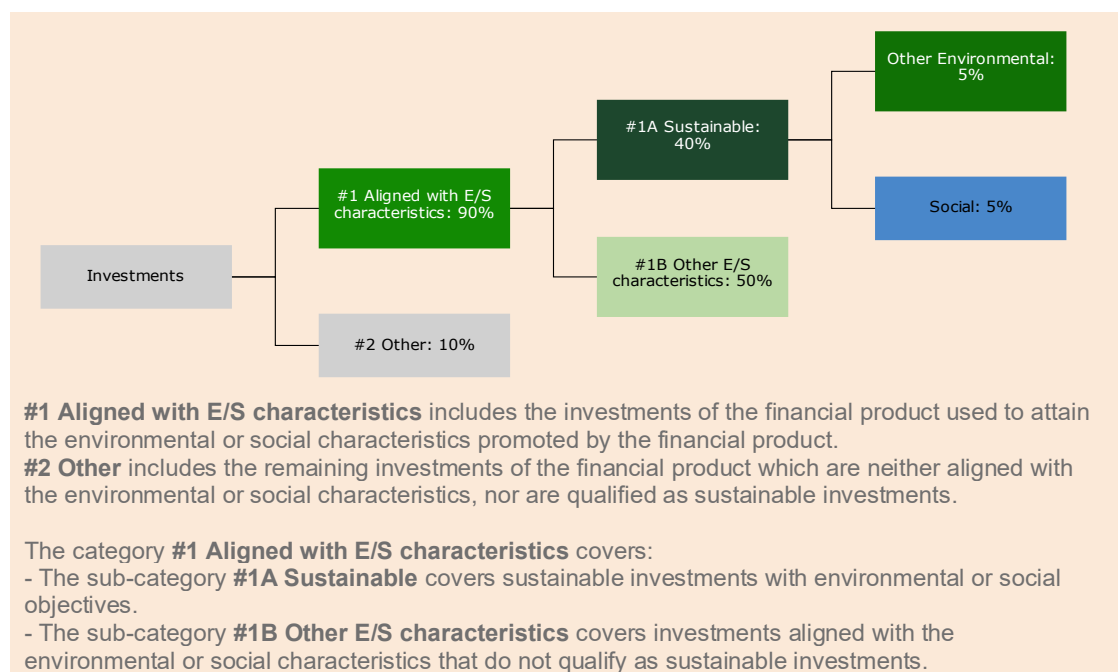 Other Environmental:
5%
#1A Sustainable:
40%
#1 Aligned with E/S
characteristics: 90%
Social: 5%
Investments
#1B Other E/S
characteristics: 50%
#2 Other: 10%
#1 Aligned with E/S characteristics includes the investments of the financial product used to attain
the environmental or social characteristics promoted by the financial product.
#2 Other includes the remaining investments of the financial product which are neither aligned with
the environmental or social characteristics, nor are qualified as sustainable investments.
The category #1 Aligned with E/S characteristics covers:
- The sub-category #1A Sustainable covers sustainable investments with environmental or social
objectives.
- The sub-category #1B Other E/S characteristics covers investments aligned with the
environmental or social characteristics that do not qualify as sustainable investments.